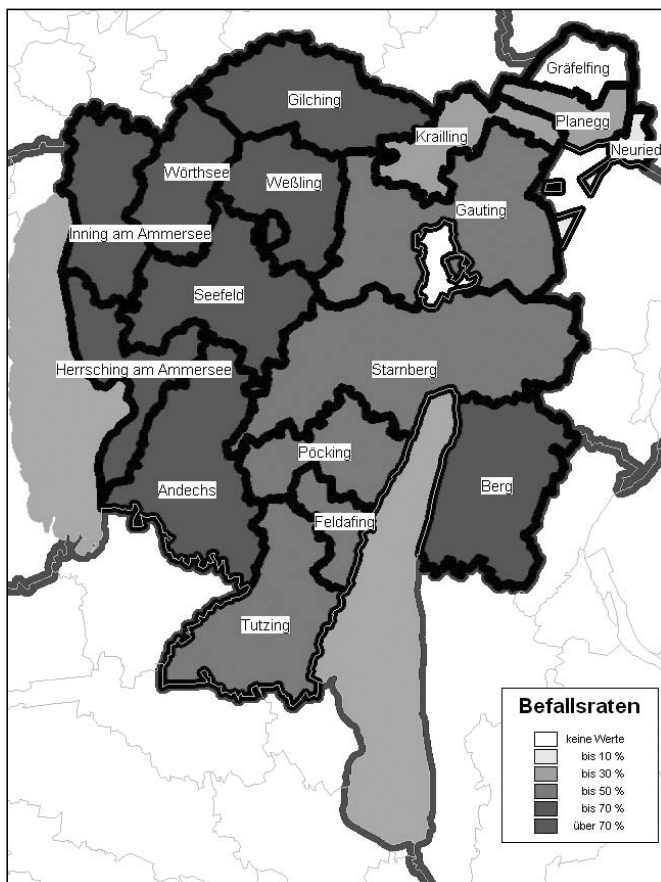 Gräfelfing
Gilching
Planegg
Krailling
Neuried
Wörthsee
Weßling
Gauting
Inning am Ammersee
Seefeld
Herrsching am Ammersee
Starnberg
Pöcking
Andechs
Berg
Feldafing
Tutzing
Befallsraten
keine Werte
bis 10 %
bis 30 %
bis 50 %
bis 70 %
über 70 %